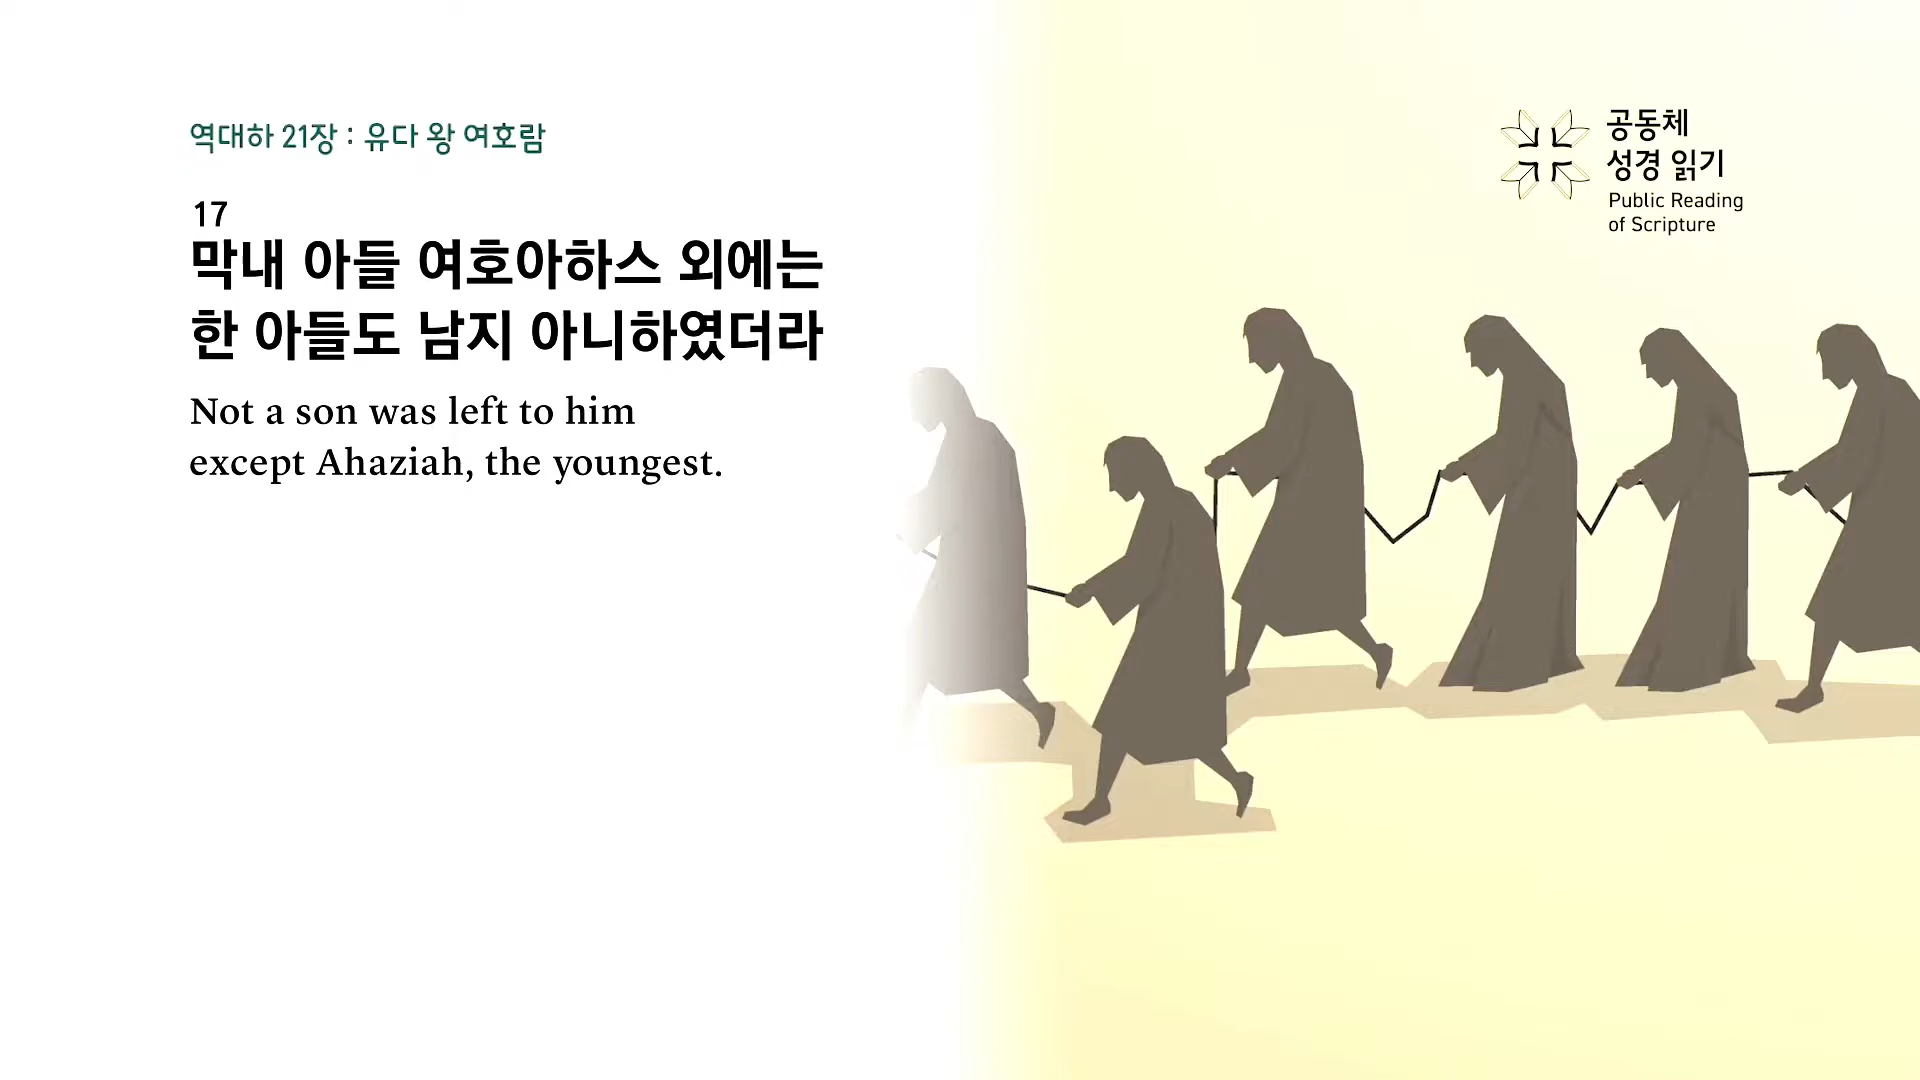 역대하 21장 : 유다 왕 여호람
17
막내 아들 여호아하스 외에는
한 아들도 남지 아니하였더라
Not a son was left to him
except Ahaziah, the youngest.
공동체
성경 읽기
Public Reading
of Scripture